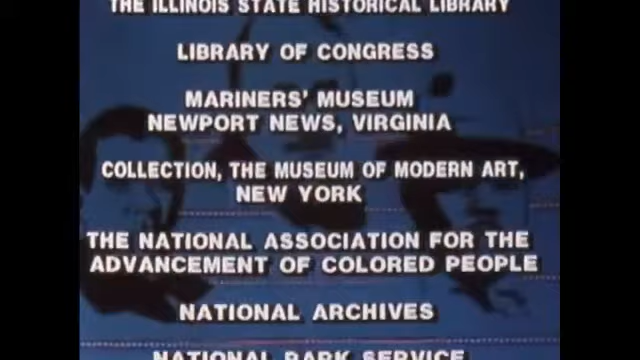 THE ILLINOIS STATE HISTORICAL LIBRARY
LIBRARY OF CONGRESS
MARINERS' MUSEUM
NEWPORT NEWS, VIRGINIA
COLLECTION, THE MUSEUM OF MODERN ART,
NEW YORK
THE NATIONAL ASSOCIATION FOR THE
ADVANCEMENT OF COLORED PEOPLE
NATIONAL ARCHIVES
NATIONAL PARK SERVICE